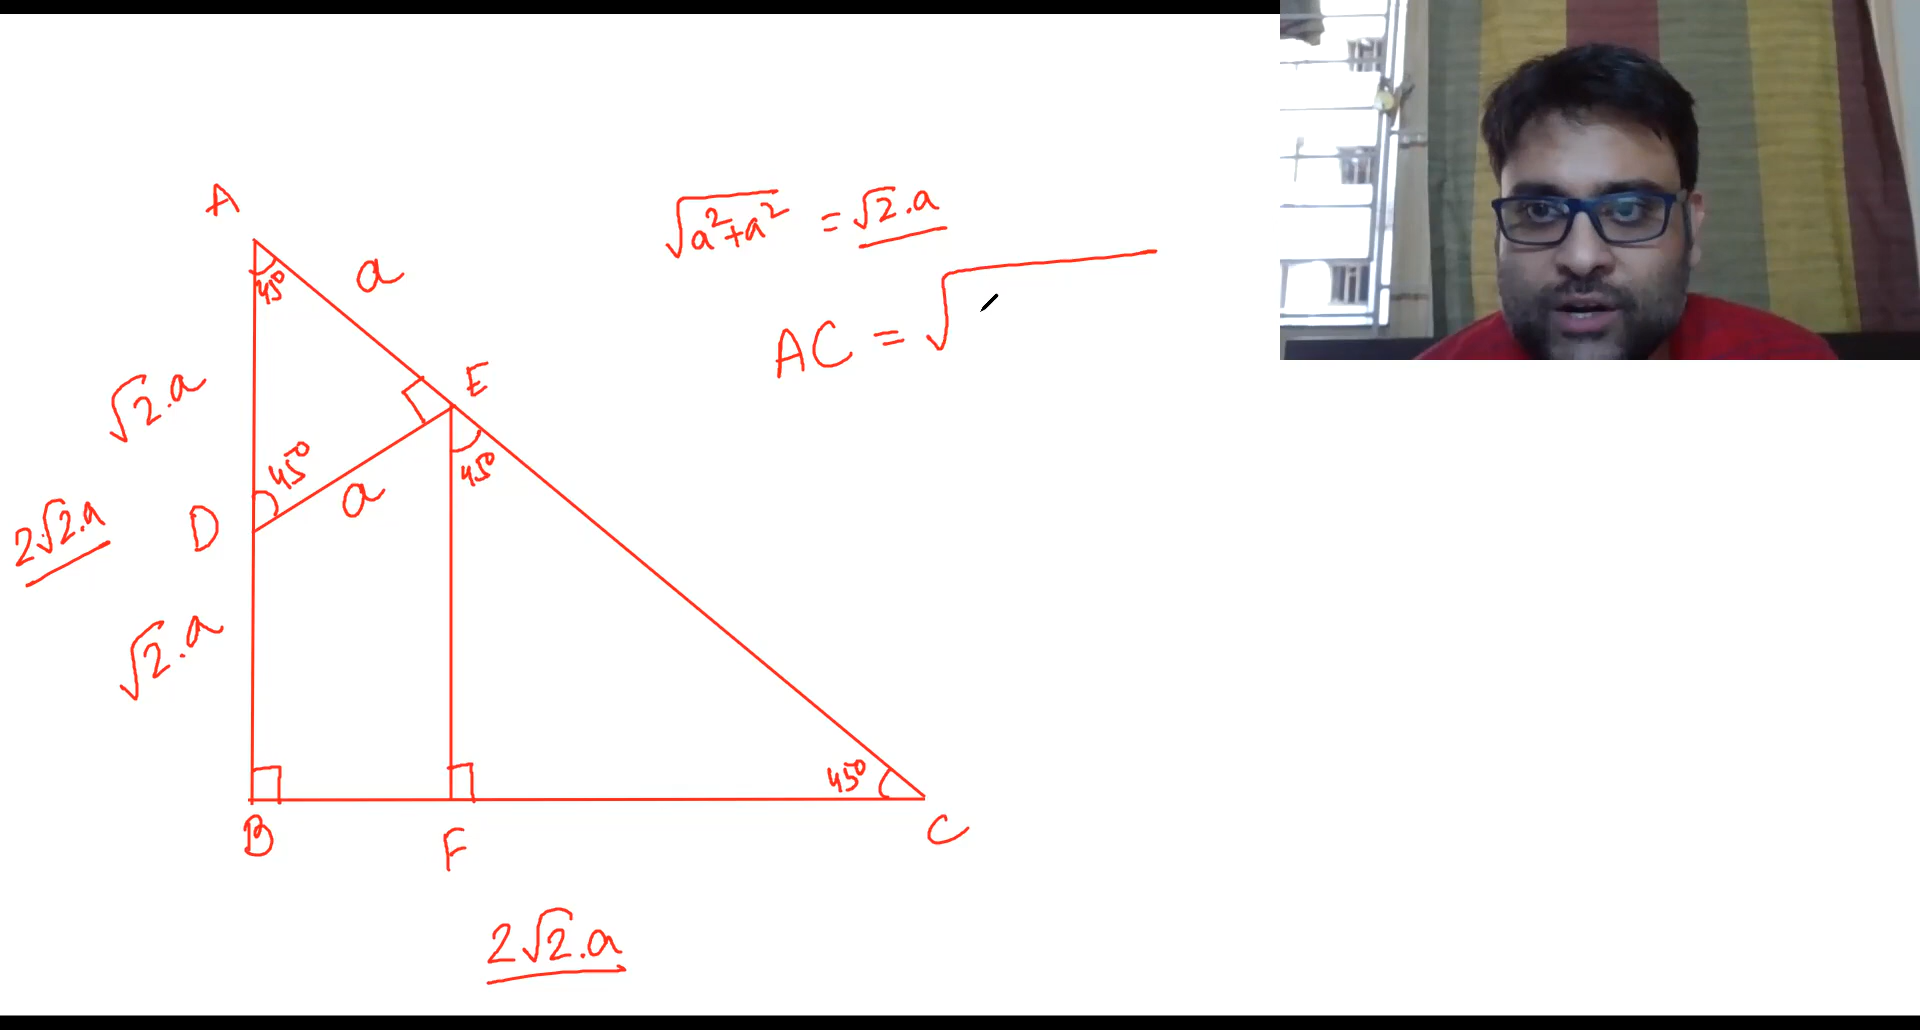 A
√a²+a² = √2.a
45°
a
AC = √
E
√2.a
45°
45°
a
2√2.a
D
√2.a
45°
B
F
C
2√2.a